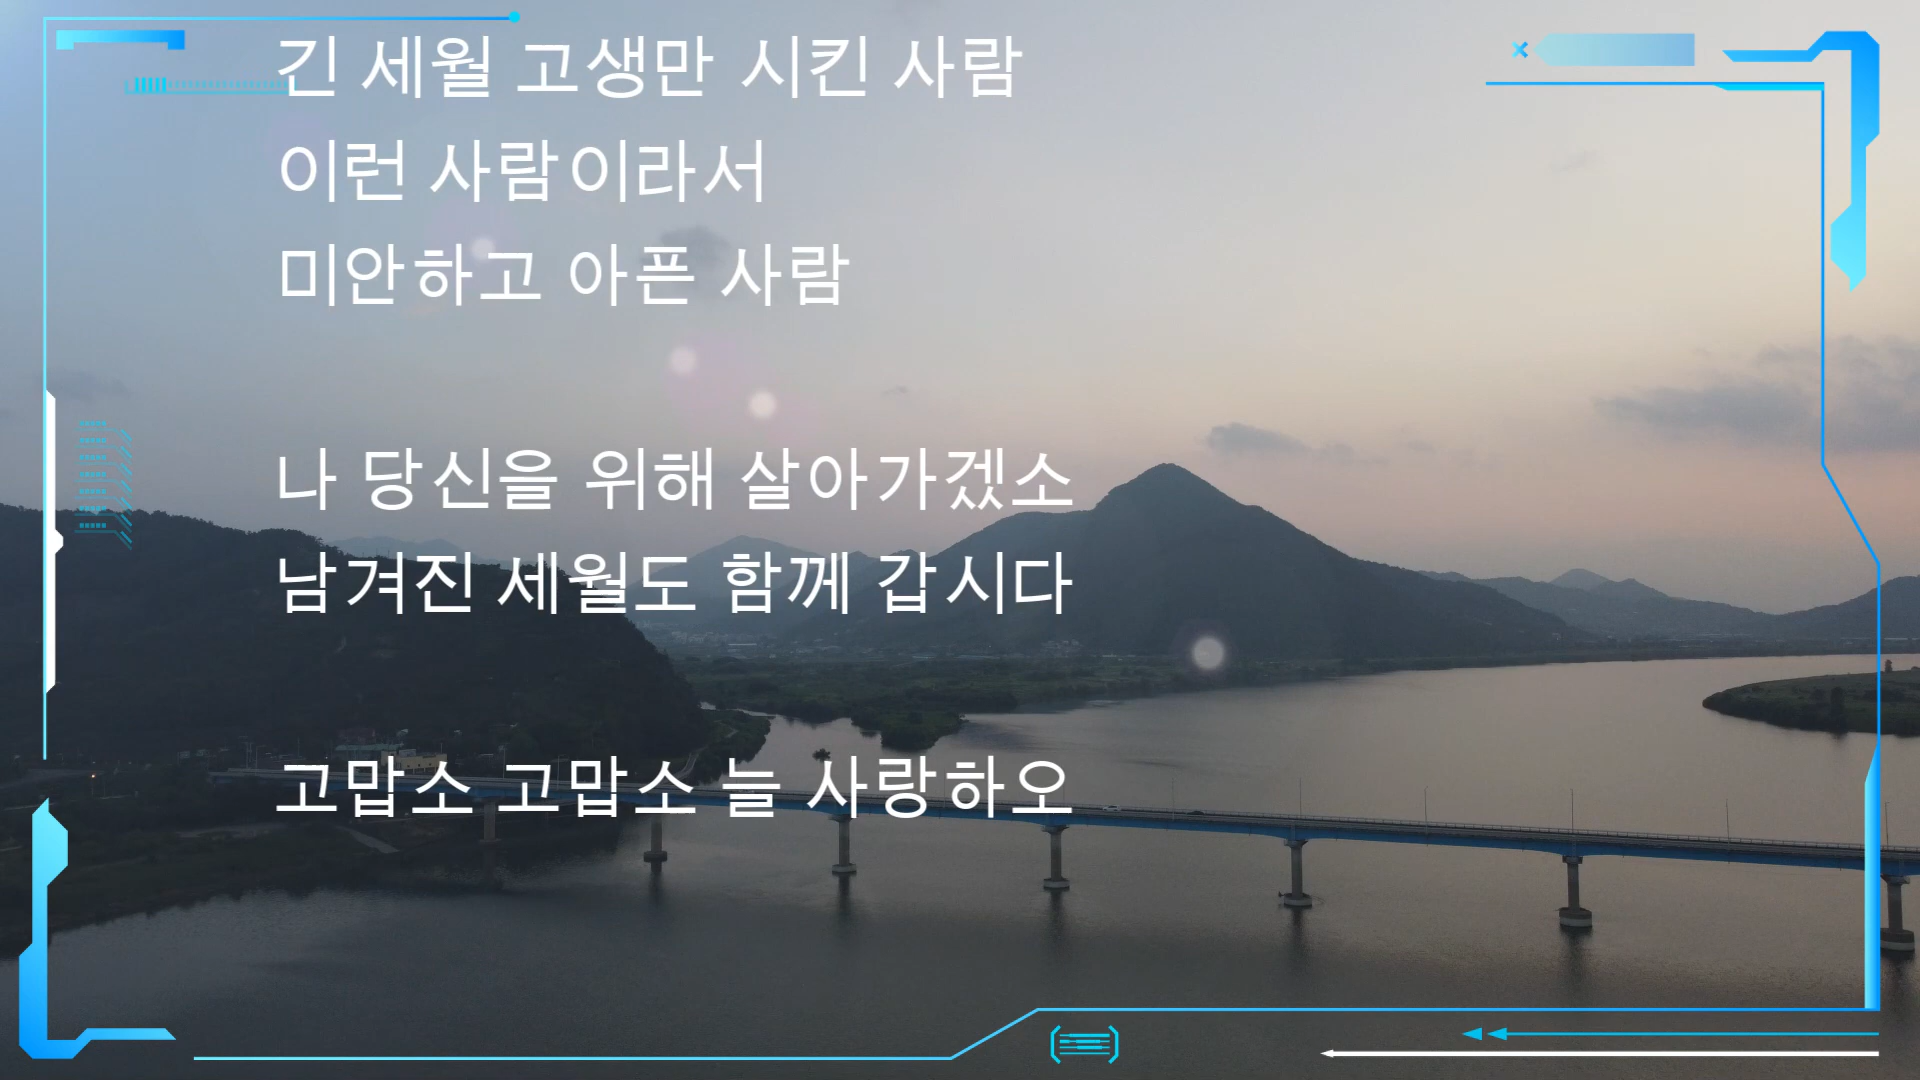 긴 세월 고생만 시킨 사람
이런 사람이라서
미안하고 아픈 사람
나 당신을 위해 살아가겠소
남겨진 세월도 함께 갑시다
고맙소 고맙소 늘 사랑하오